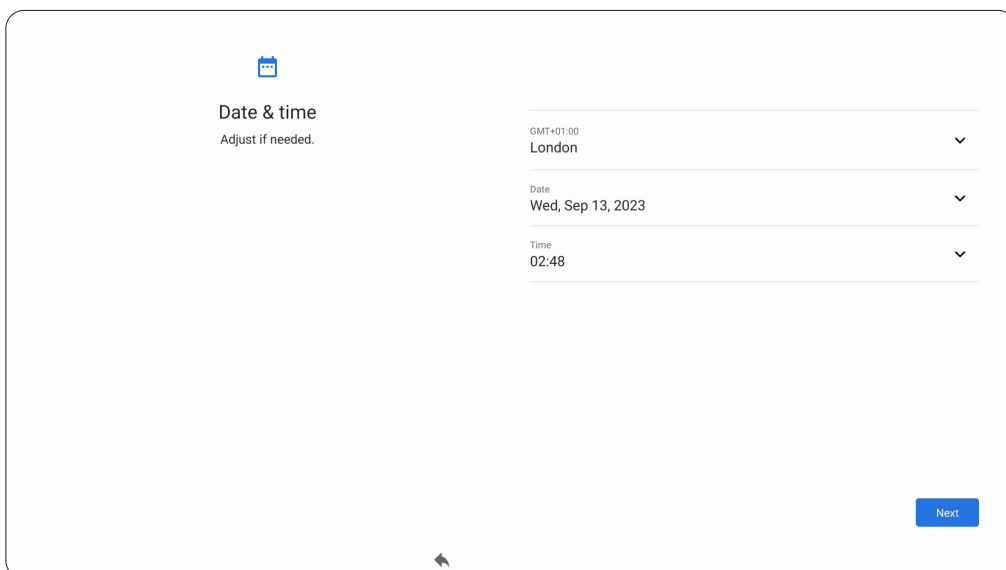 Date & time
Adjust if needed.
GMT+01:00
London
Date
Wed, Sep 13, 2023
Time
02:48
Next